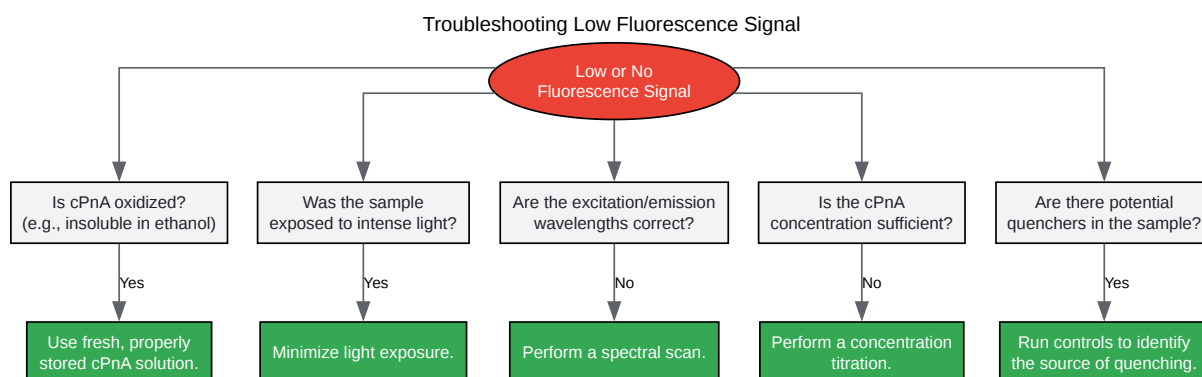 Troubleshooting Low Fluorescence Signal
Low or No
Fluorescence Signal
Is cPnA oxidized?
(e.g., insoluble in ethanol)
Was the sample
exposed to intense light?
Are the excitation/emission
wavelengths correct?
Is the cPnA
concentration sufficient?
Are there potential
quenchers in the sample?
Yes
Yes
No
No
Yes
Use fresh, properly
stored cPnA solution.
Minimize light exposure.
Perform a spectral scan.
Perform a concentration
titration.
Run controls to identify
the source of quenching.